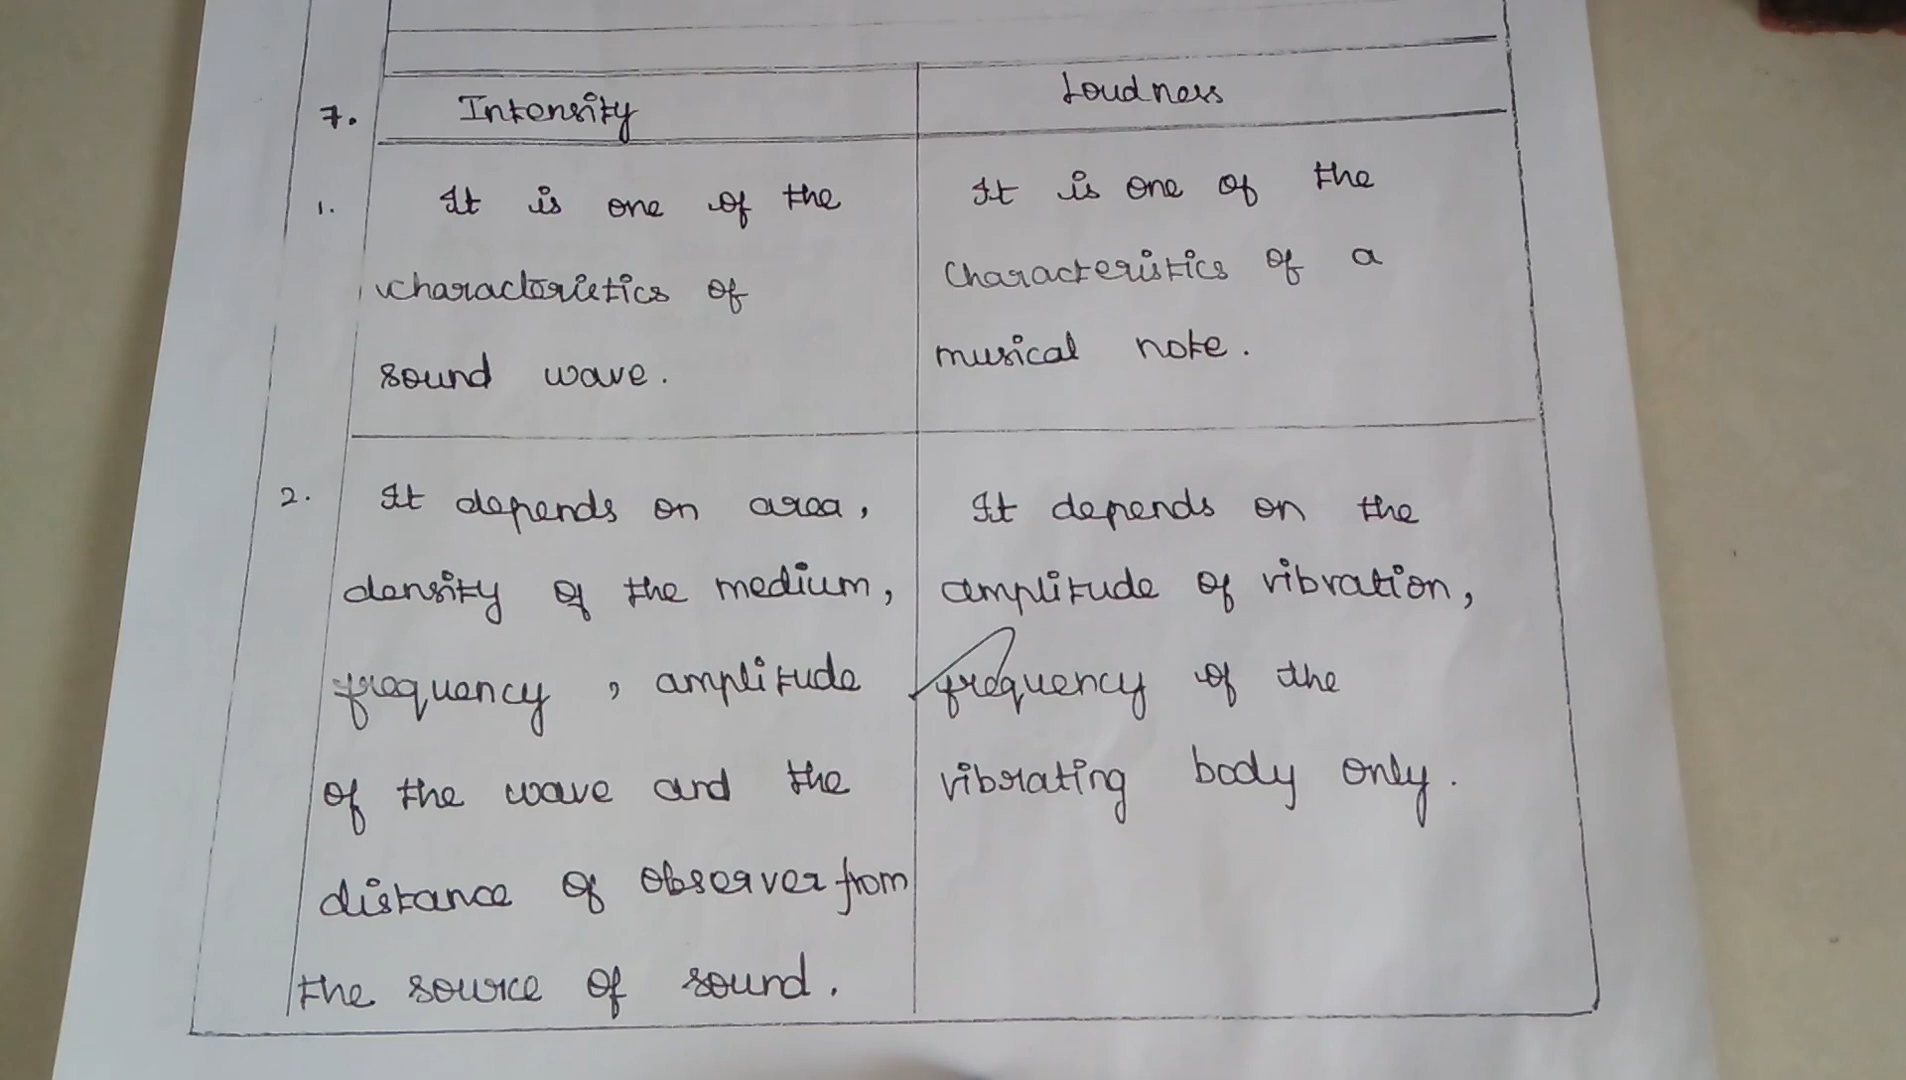 7. Intensity
Loudness
1. It is one of the
characteristics of
sound wave.
It is one of the
characteristics of a
musical note.
2. It depends on area,
density of the medium,
frequency, amplitude
of the wave and the
distance of observer from
the source of sound.
It depends on the
amplitude of vibration,
frequency of the
vibrating body only.